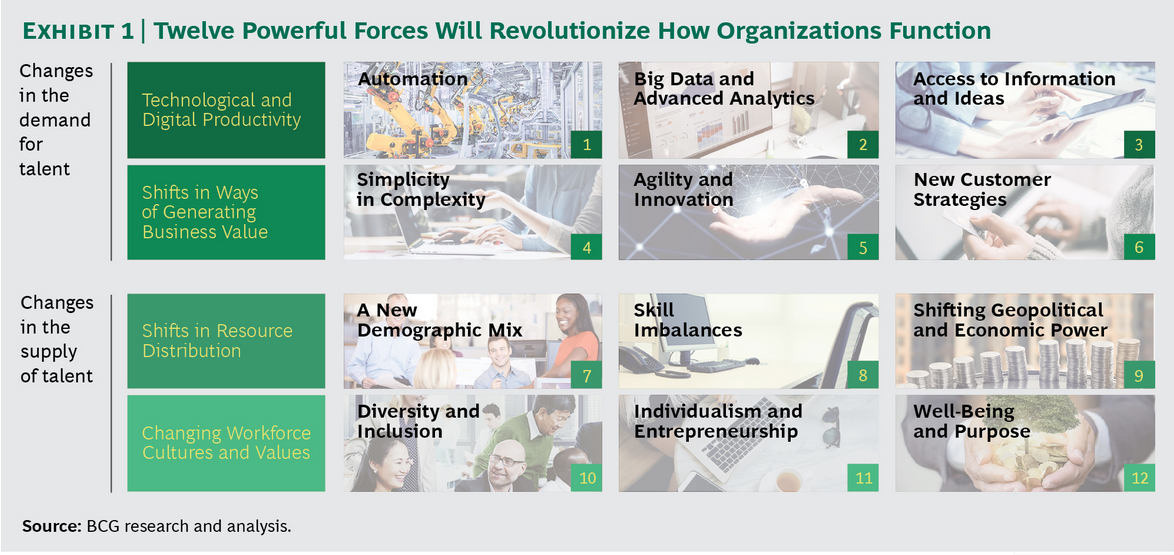 EXHIBIT 1 | Twelve Powerful Forces Will Revolutionize How Organizations Function
Changes
in the
demand
for
talent
Technological and
Digital Productivity
Automation
1
Big Data and
Advanced Analytics
2
Access to Information
and Ideas
3
Shifts in Ways
of Generating
Business Value
Simplicity
in Complexity
4
Agility and
Innovation
5
New Customer
Strategies
6
Changes
in the
supply
of talent
Shifts in Resource
Distribution
A New
Demographic Mix
7
Skill
Imbalances
8
Shifting Geopolitical
and Economic Power
9
Changing Workforce
Cultures and Values
Diversity and
Inclusion
10
Individualism and
Entrepreneurship
11
Well-Being
and Purpose
12
Source: BCG research and analysis.